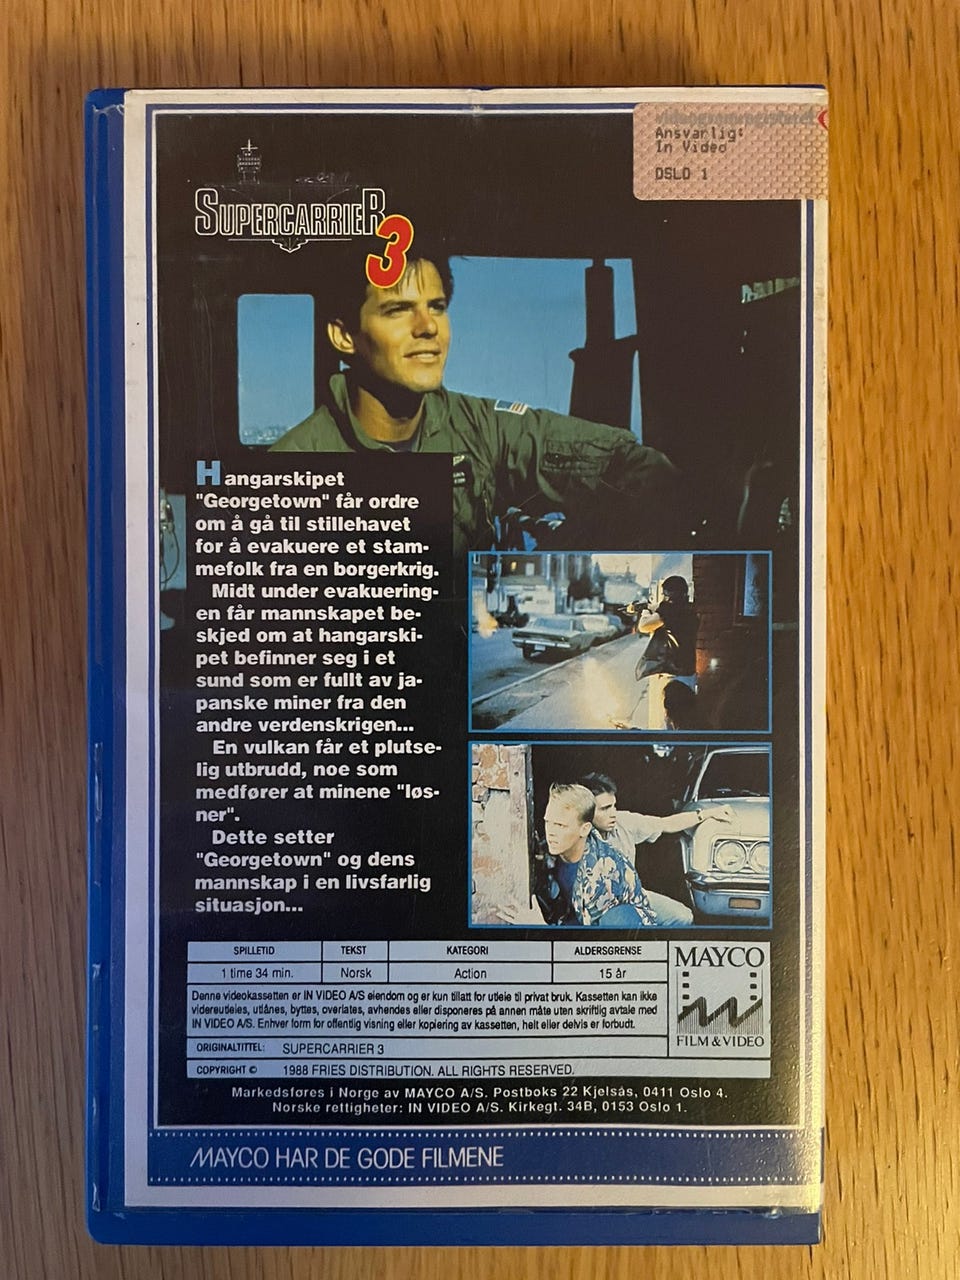 Ansvarlig:
In Video
OSLO 1
SUPERCARRIER
3
Hangarskipet
"Georgetown" får ordre
om å gå til stillehavet
for å evakuere et stam-
mefolk fra en borgerkrig.
Midt under evakuering-
en får mannskapet be-
skjed om at hangarski-
pet befinner seg i et
sund som er fullt av ja-
panske miner fra den
andre verdenskrigen...
En vulkan får et plutse-
lig utbrudd, noe som
medfører at minene "løs-
ner".
Dette setter
"Georgetown" og dens
mannskap i en livsfarlig
situasjon...
SPILLETID TEKST KATEGORI ALDERSGRENSE
1 time 34 min. Norsk Action 15 år
Denne videokassetten er IN VIDEO A/S eiendom og er kun tillatt for utleie til privat bruk. Kassetten kan ikke
videreutleies, utlånes, byttes, overlates, avhendes eller disponeres på annen måte uten skriftlig avtale med
IN VIDEO A/S. Enhver form for offentlig visning eller kopiering av kassetten, helt eller delvis er forbudt.
ORIGINALTITTEL: SUPERCARRIER 3
COPYRIGHT © 1988 FRIES DISTRIBUTION. ALL RIGHTS RESERVED.
MAYCO
FILM & VIDEO
Markedsføres i Norge av MAYCO A/S. Postboks 22 Kjelsås, 0411 Oslo 4.
Norske rettigheter: IN VIDEO A/S. Kirkegt. 34B, 0153 Oslo 1.
MAYCO HAR DE GODE FILMENE